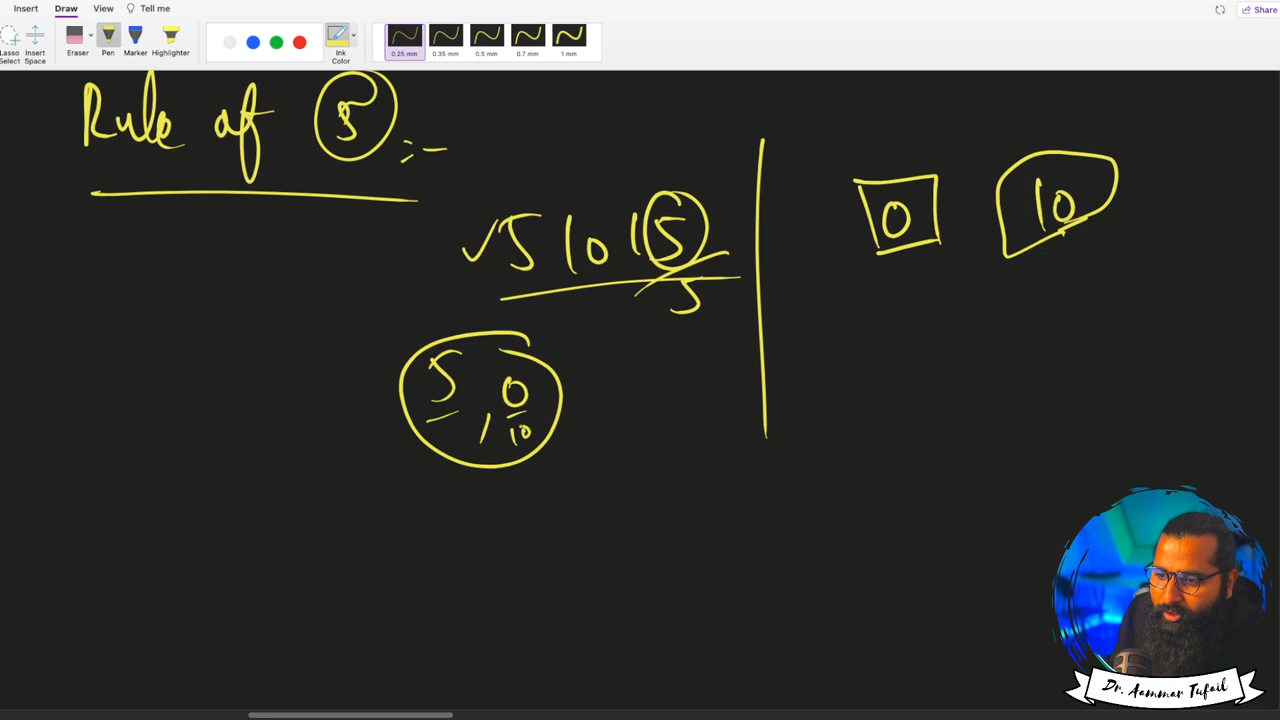 Insert Draw View Tell me
Share
Lasso Select
Insert Space
Eraser
Pen
Marker
Highlighter
Ink Color
0.25 mm
0.35 mm
0.5 mm
0.7 mm
1 mm
Rule of 5 :-
✓5 10 15
5
0
10
5 , 0
10
Dr. Aammar Tufail